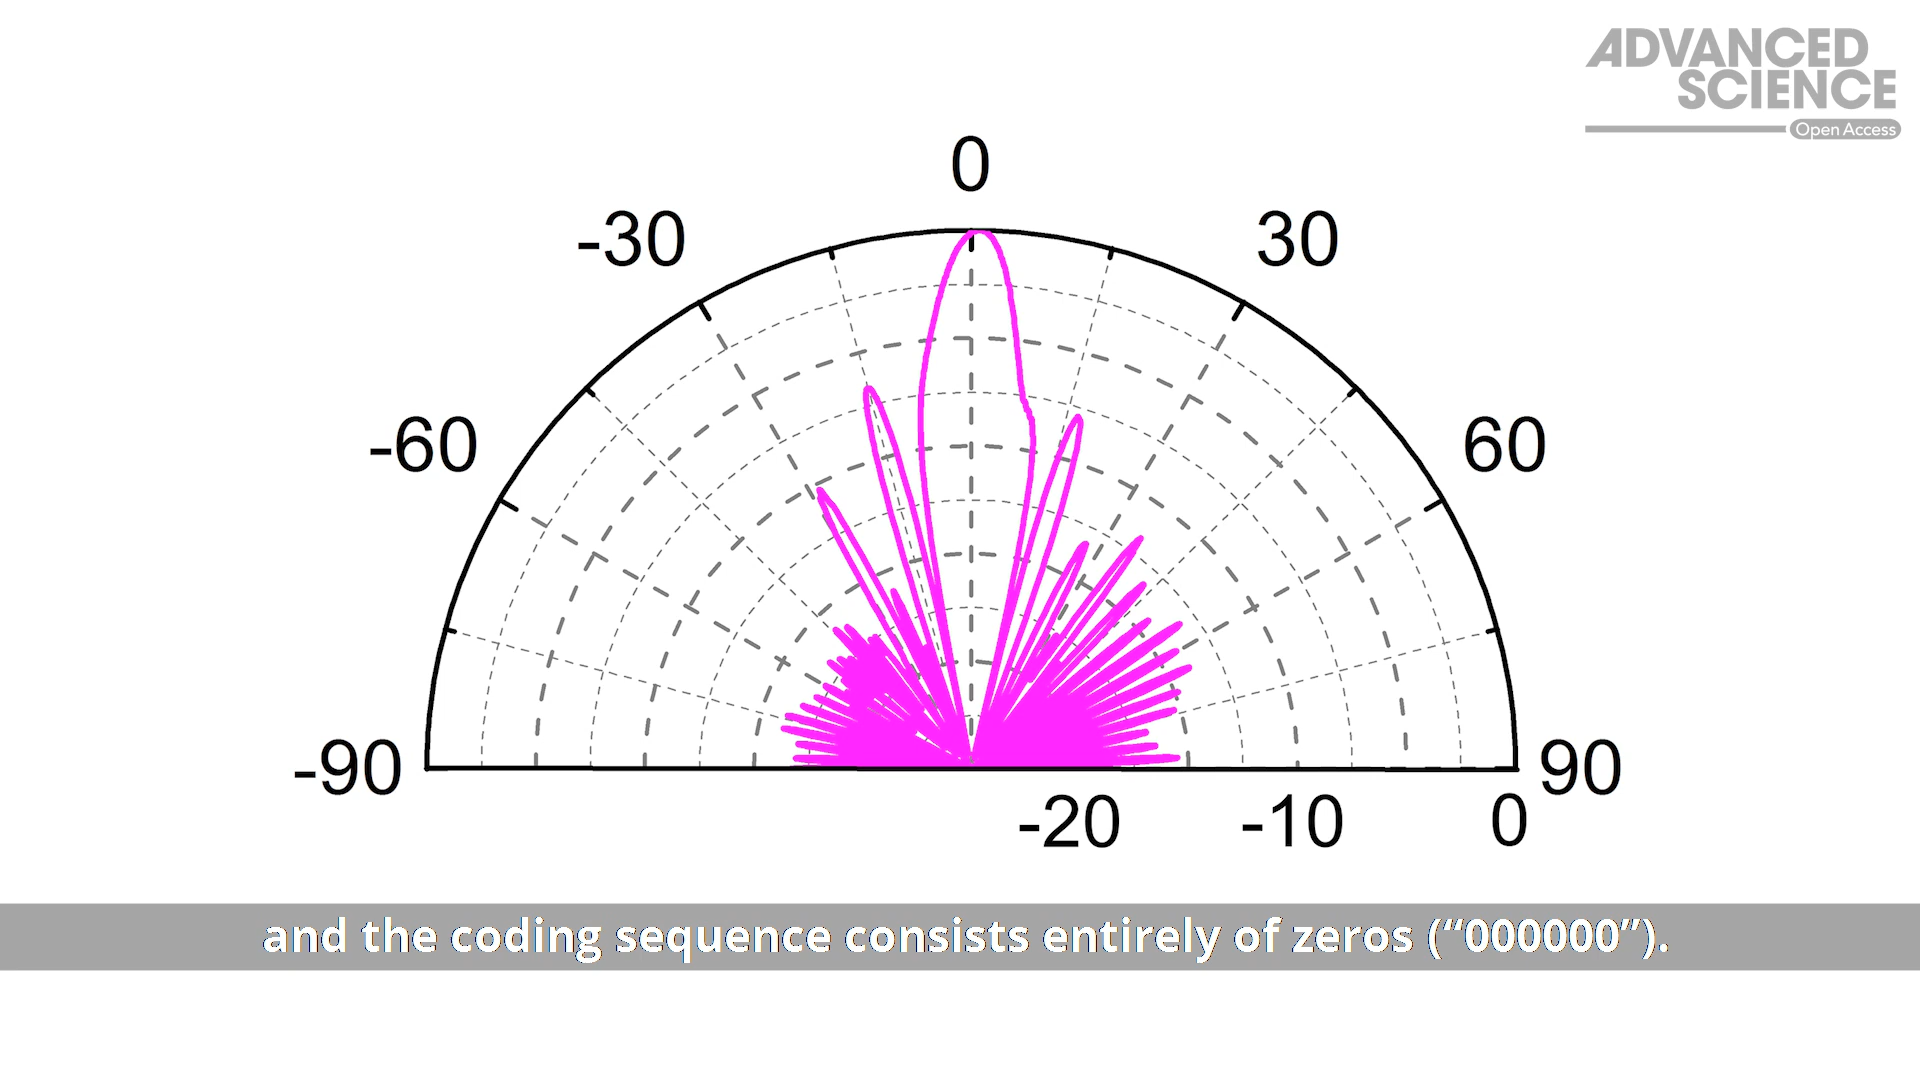 ADVANCED
SCIENCE
Open Access
0
-30
30
-60
60
-90
90
-20
-10
0
and the coding sequence consists entirely of zeros (“000000”).